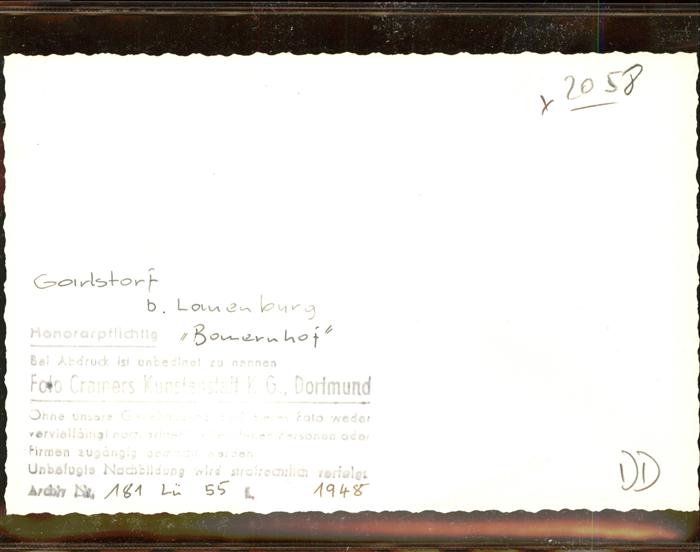 x 2058
Garlstorf
b. Lauenburg
"Bauernhof"
Honorarpflichtig
Bei Abdruck ist unbedingt zu nennen
Foto Cramers Kunstanstalt K.G., Dortmund
Ohne unsere Genehmigung darf dieses Foto weder
vervielfältigt noch dritten Personen oder
Firmen zugängig gemacht werden
Unbefugte Nachbildung wird strafrechtlich verfolgt
Archiv Nr. 181 Lü 55 1948
DD